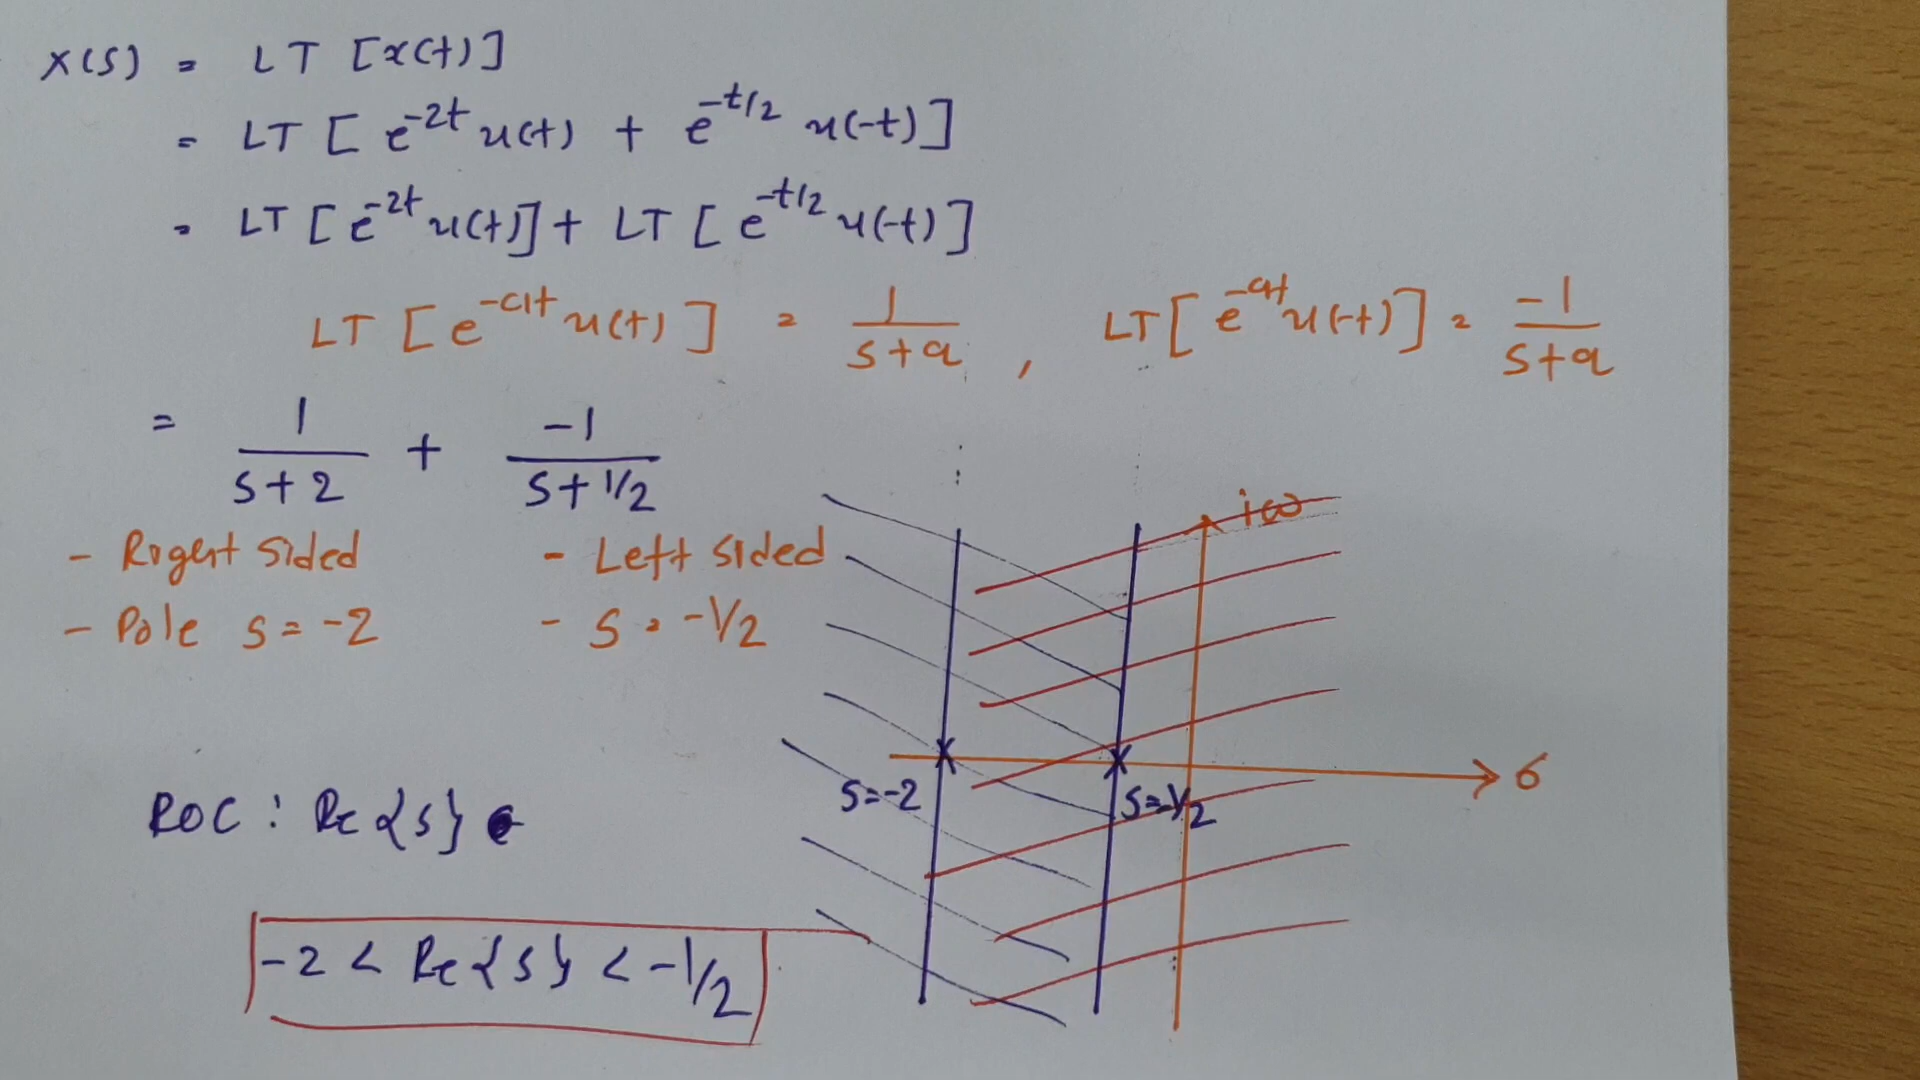 X(S) = LT [x(t)]
= LT [ e^{-2t} u(t) + e^{-t/2} u(-t)]
= LT [e^{-2t} u(t)] + LT [e^{-t/2} u(-t)]
LT [e^{-at} u(t)] = 1/(s+a) , LT[e^{-at} u(-t)] = -1/(s+a)
= 1/(s+2) + -1/(s+1/2)
jω
- Right sided - Left sided
- Pole s = -2 - s = -1/2
σ
s=-2 s=-1/2
ROC : Re{s}
-2 < Re{s} < -1/2